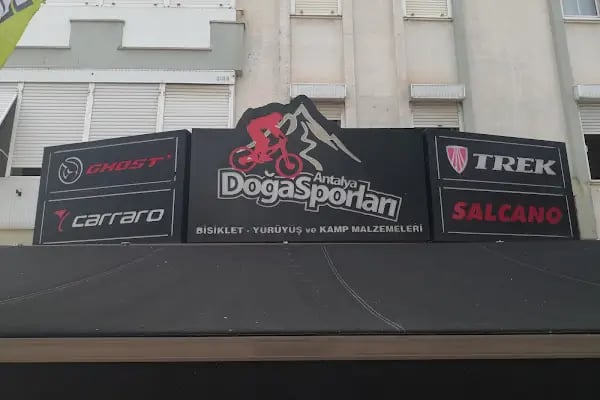 GHOST
carraro
Antalya
DoğaSporları
BİSİKLET - YÜRÜYÜŞ ve KAMP MALZEMELERİ
TREK
SALCANO